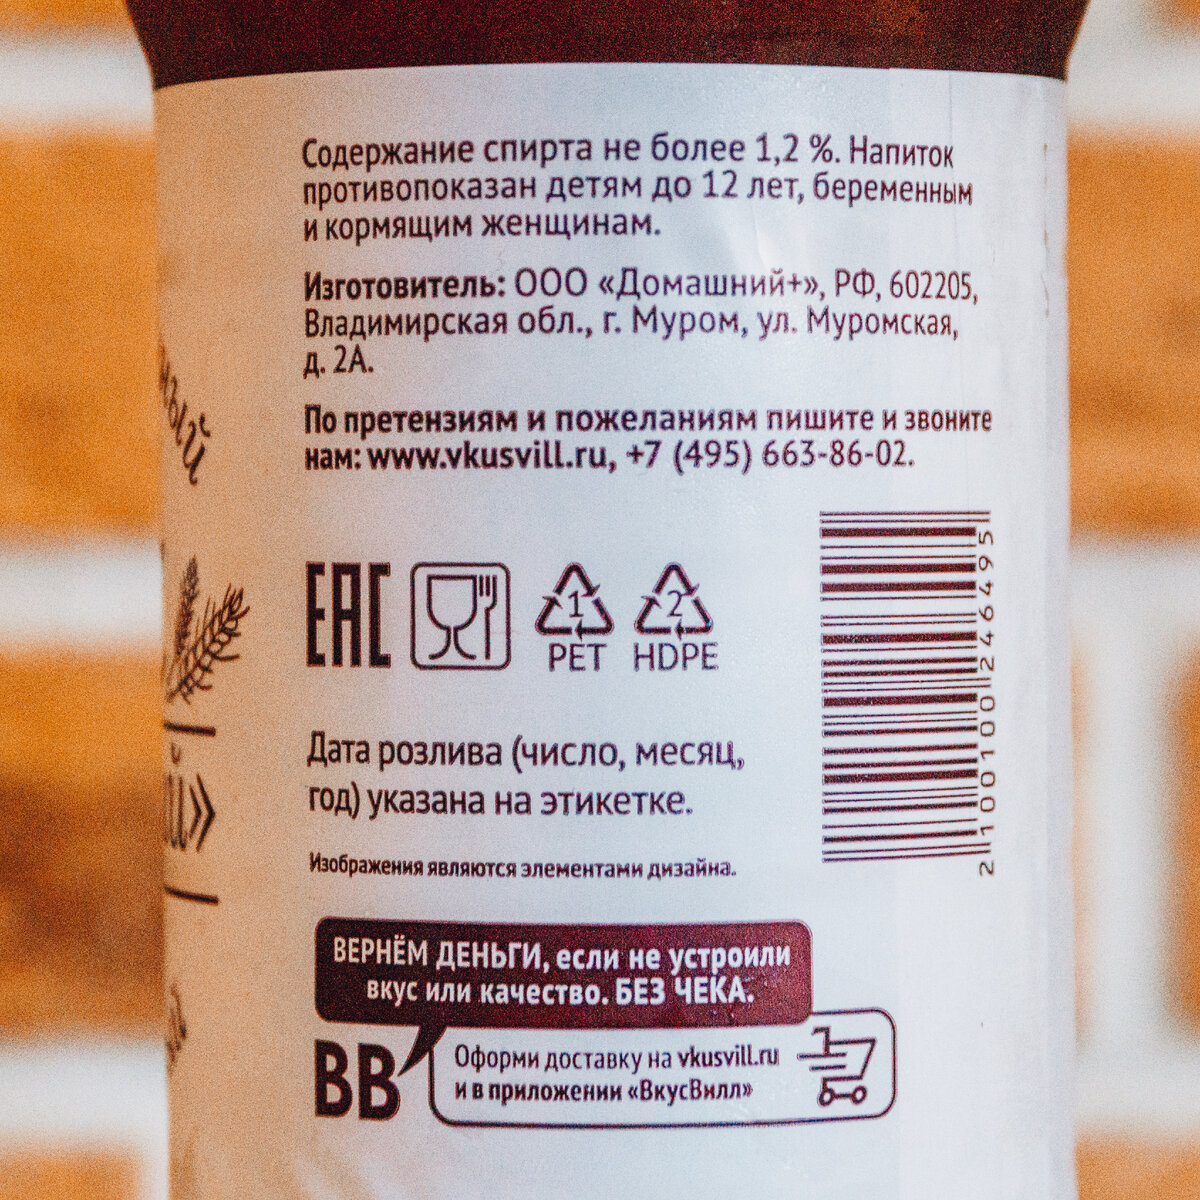 Содержание спирта не более 1,2 %. Напиток
противопоказан детям до 12 лет, беременным
и кормящим женщинам.
Изготовитель: ООО «Домашний+», РФ, 602205,
Владимирская обл., г. Муром, ул. Муромская,
д. 2А.
По претензиям и пожеланиям пишите и звоните
нам: www.vkusvill.ru, +7 (495) 663-86-02.
EAC
1
PET
2
HDPE
2100100246495
Дата розлива (число, месяц,
год) указана на этикетке.
Изображения являются элементами дизайна.
ВЕРНЁМ ДЕНЬГИ, если не устроили
вкус или качество. БЕЗ ЧЕКА.
ВВ
Оформи доставку на vkusvill.ru
и в приложении «ВкусВилл»